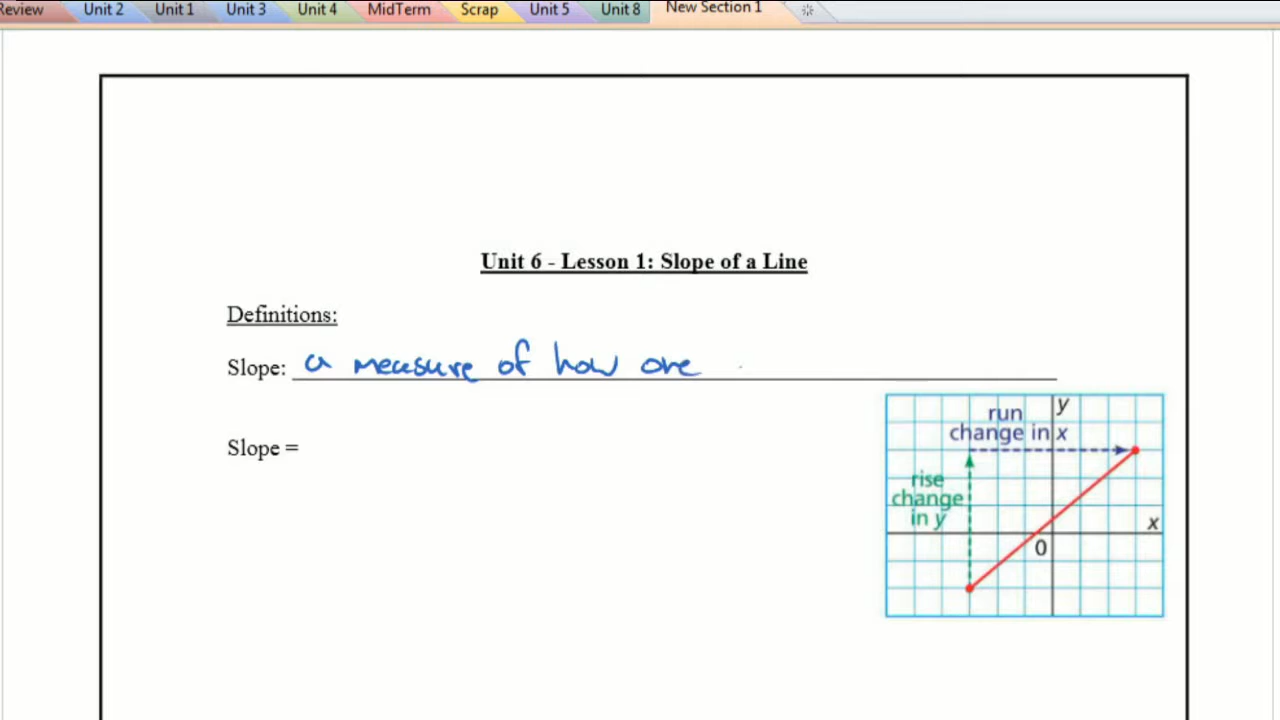 Review Unit 2 Unit 1 Unit 3 Unit 4 MidTerm Scrap Unit 5 Unit 8 New Section 1
Unit 6 - Lesson 1: Slope of a Line
Definitions:
Slope: a measure of how one
Slope =
run
change in x
y
rise
change
in y
x
0